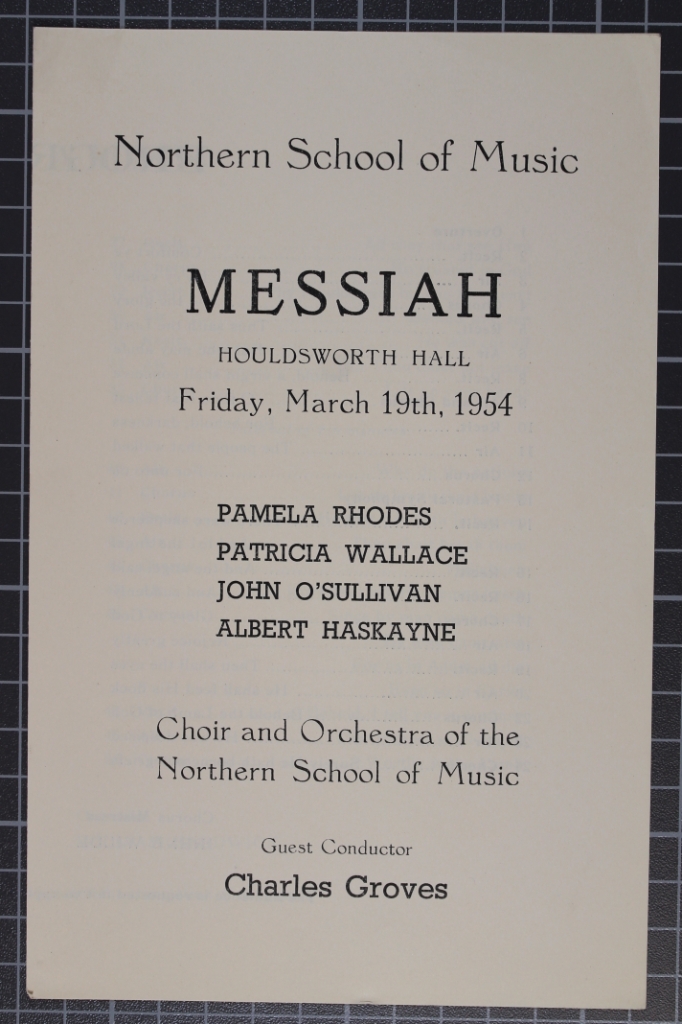 Northern School of Music
MESSIAH
HOULDSWORTH HALL
Friday, March 19th, 1954
PAMELA RHODES
PATRICIA WALLACE
JOHN O'SULLIVAN
ALBERT HASKAYNE
Choir and Orchestra of the
Northern School of Music
Guest Conductor
Charles Groves